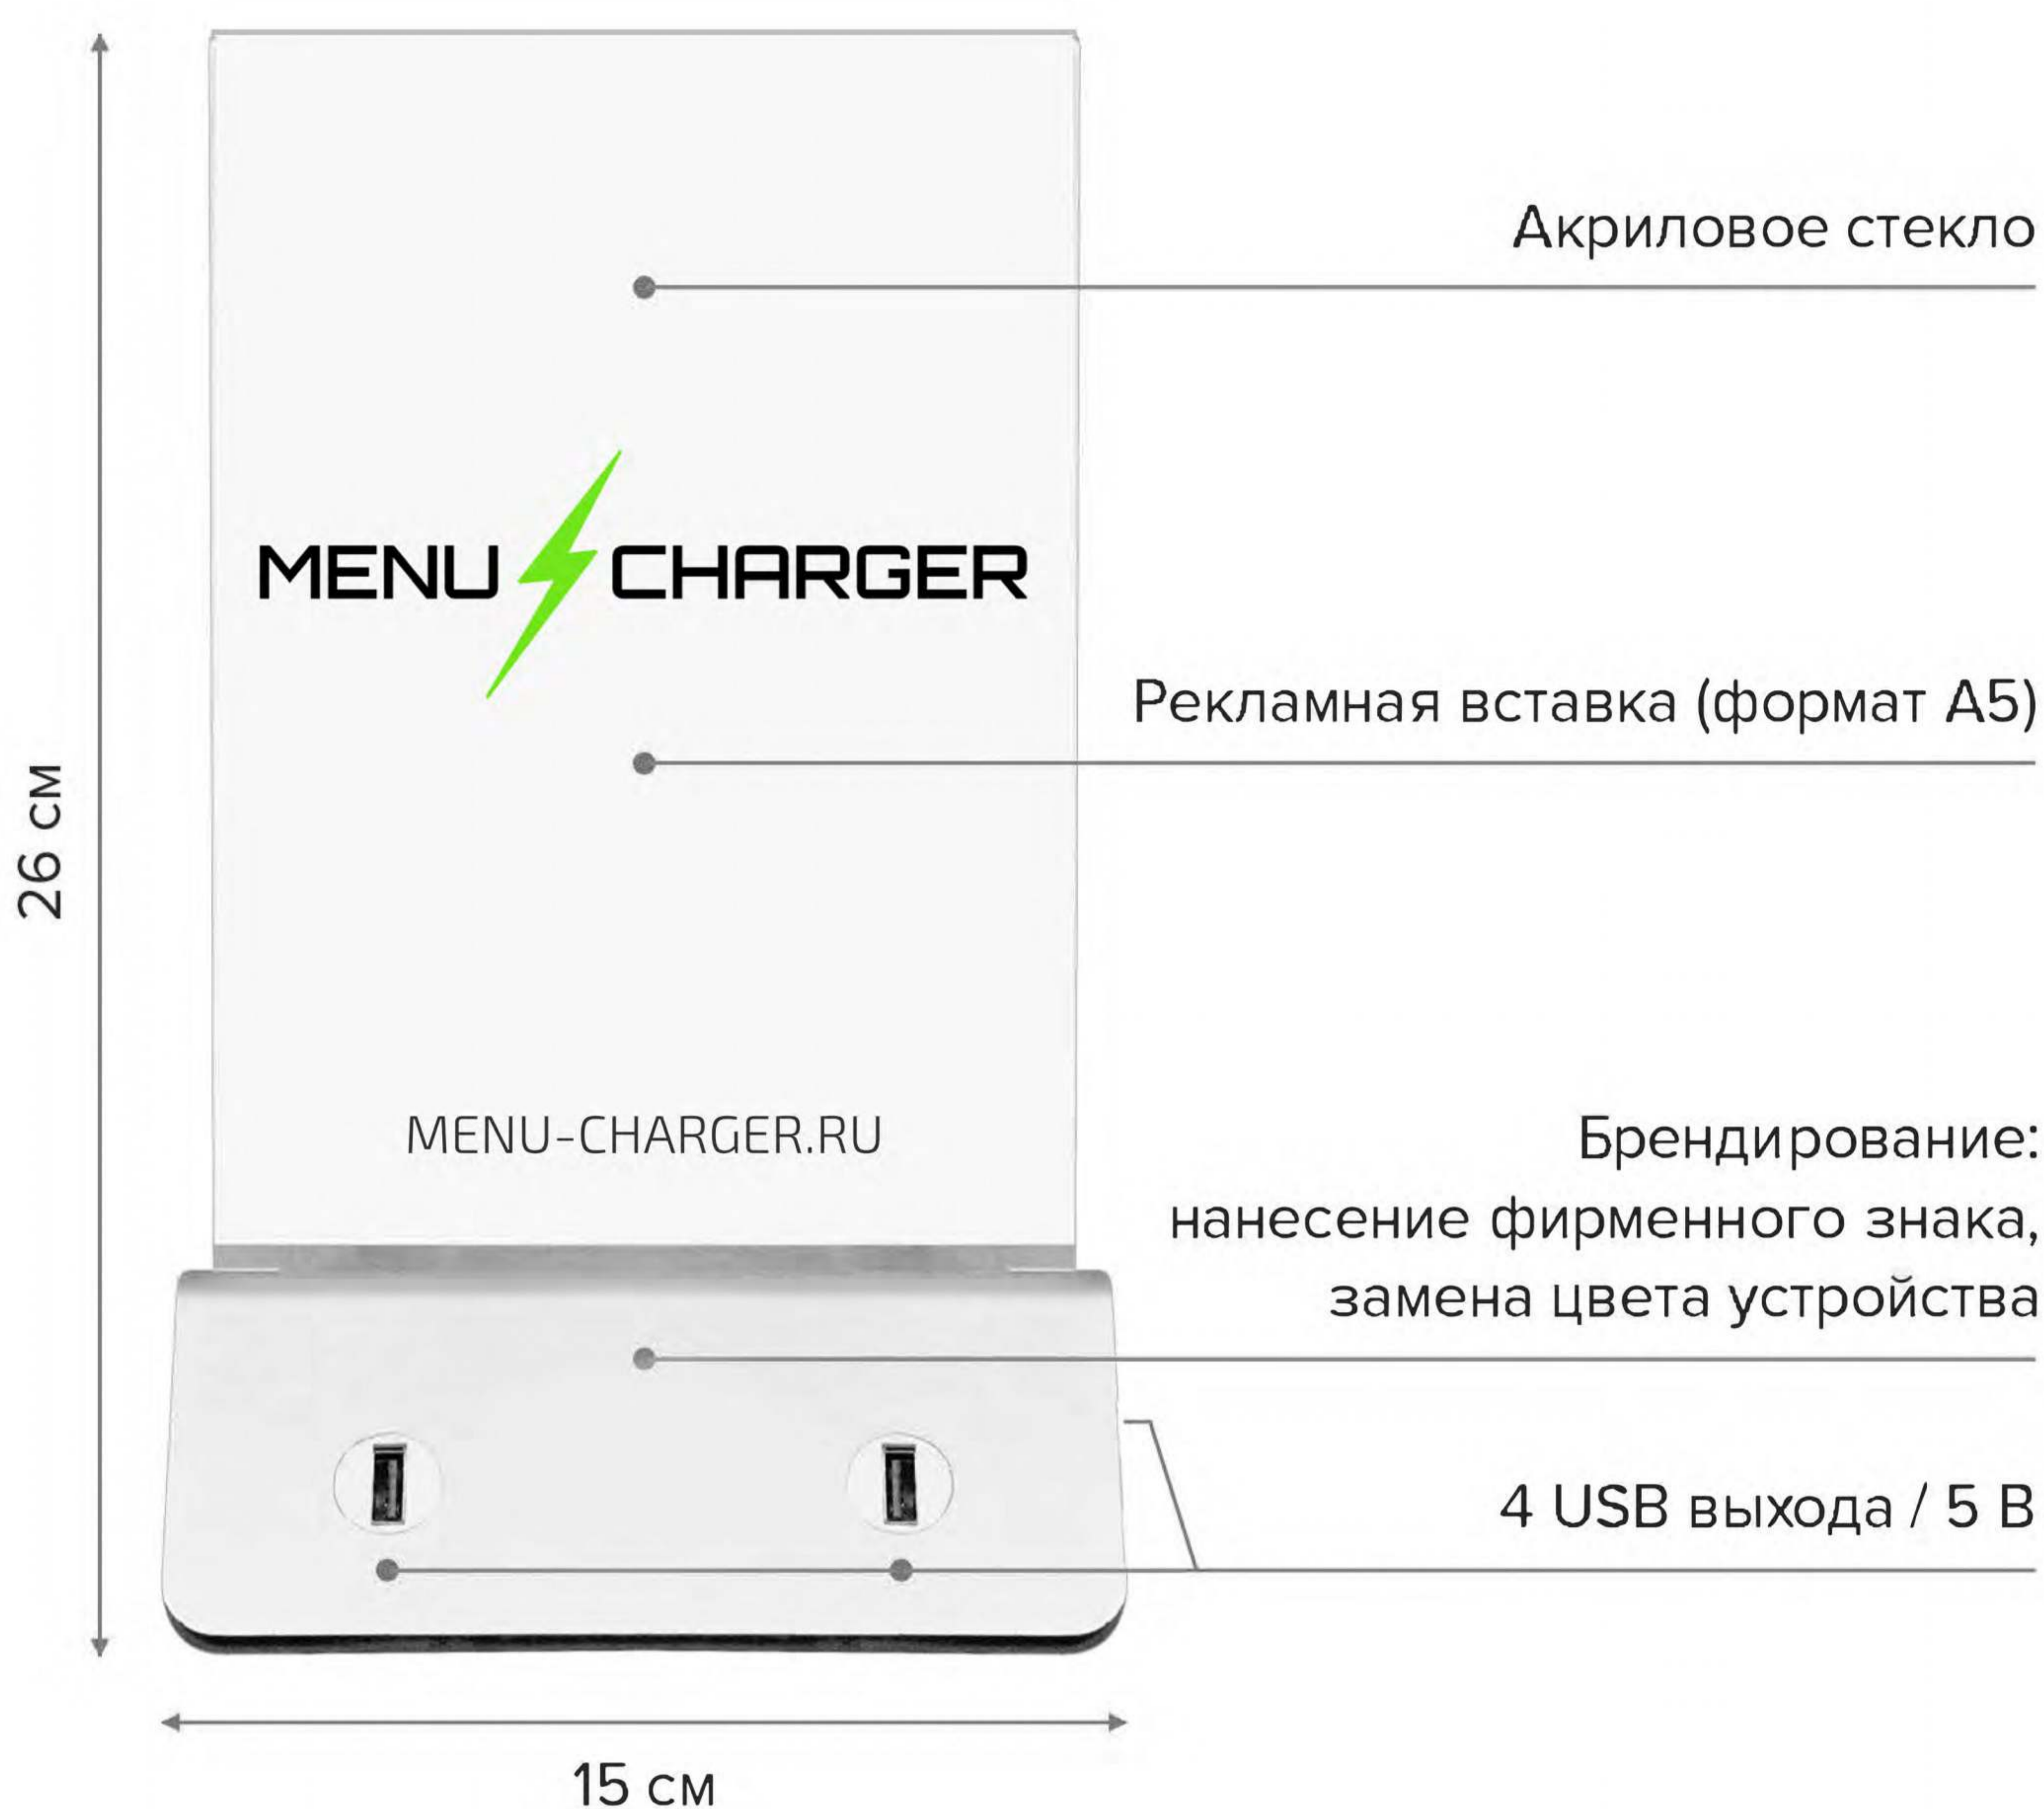 Акриловое стекло
MENU CHARGER
Рекламная вставка (формат А5)
26 см
MENU-CHARGER.RU
Брендирование:
нанесение фирменного знака,
замена цвета устройства
4 USB выхода / 5 В
15 см